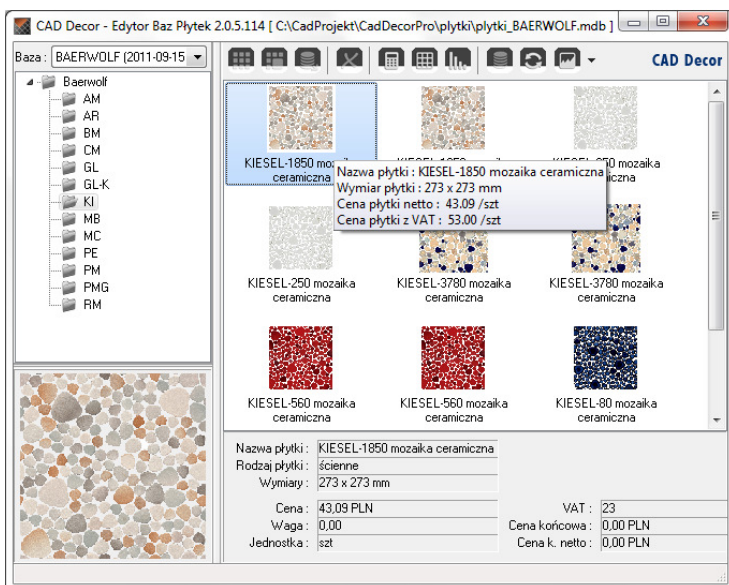 CAD Decor - Edytor Baz Płytek 2.0.5.114 [ C:\CadProjekt\CadDecorPro\plytki\plytki_BAERWOLF.mdb ]
Baza : BAERWOLF (2011-09-15
CAD Decor
Baerwolf
AM
AR
BM
CM
GL
GL-K
KI
MB
MC
PE
PM
PMG
RM
KIESEL-1850
ceramiczna
mozaika
Nazwa płytki : KIESEL-1850 mozaika ceramiczna
Wymiar płytki : 273 x 273 mm
Cena płytki netto : 43.09 /szt
Cena płytki z VAT : 53.00 /szt
KIESEL-250 mozaika
ceramiczna
KIESEL-3780 mozaika
ceramiczna
KIESEL-3780 mozaika
ceramiczna
KIESEL-560 mozaika
ceramiczna
KIESEL-560 mozaika
ceramiczna
KIESEL-80 mozaika
ceramiczna
Nazwa płytki : KIESEL-1850 mozaika ceramiczna
Rodzaj płytki : ścienne
Wymiary : 273 x 273 mm
Cena : 43,09 PLN VAT : 23
Waga : 0,00 Cena końcowa : 0,00 PLN
Jednostka : szt Cena k. netto : 0,00 PLN